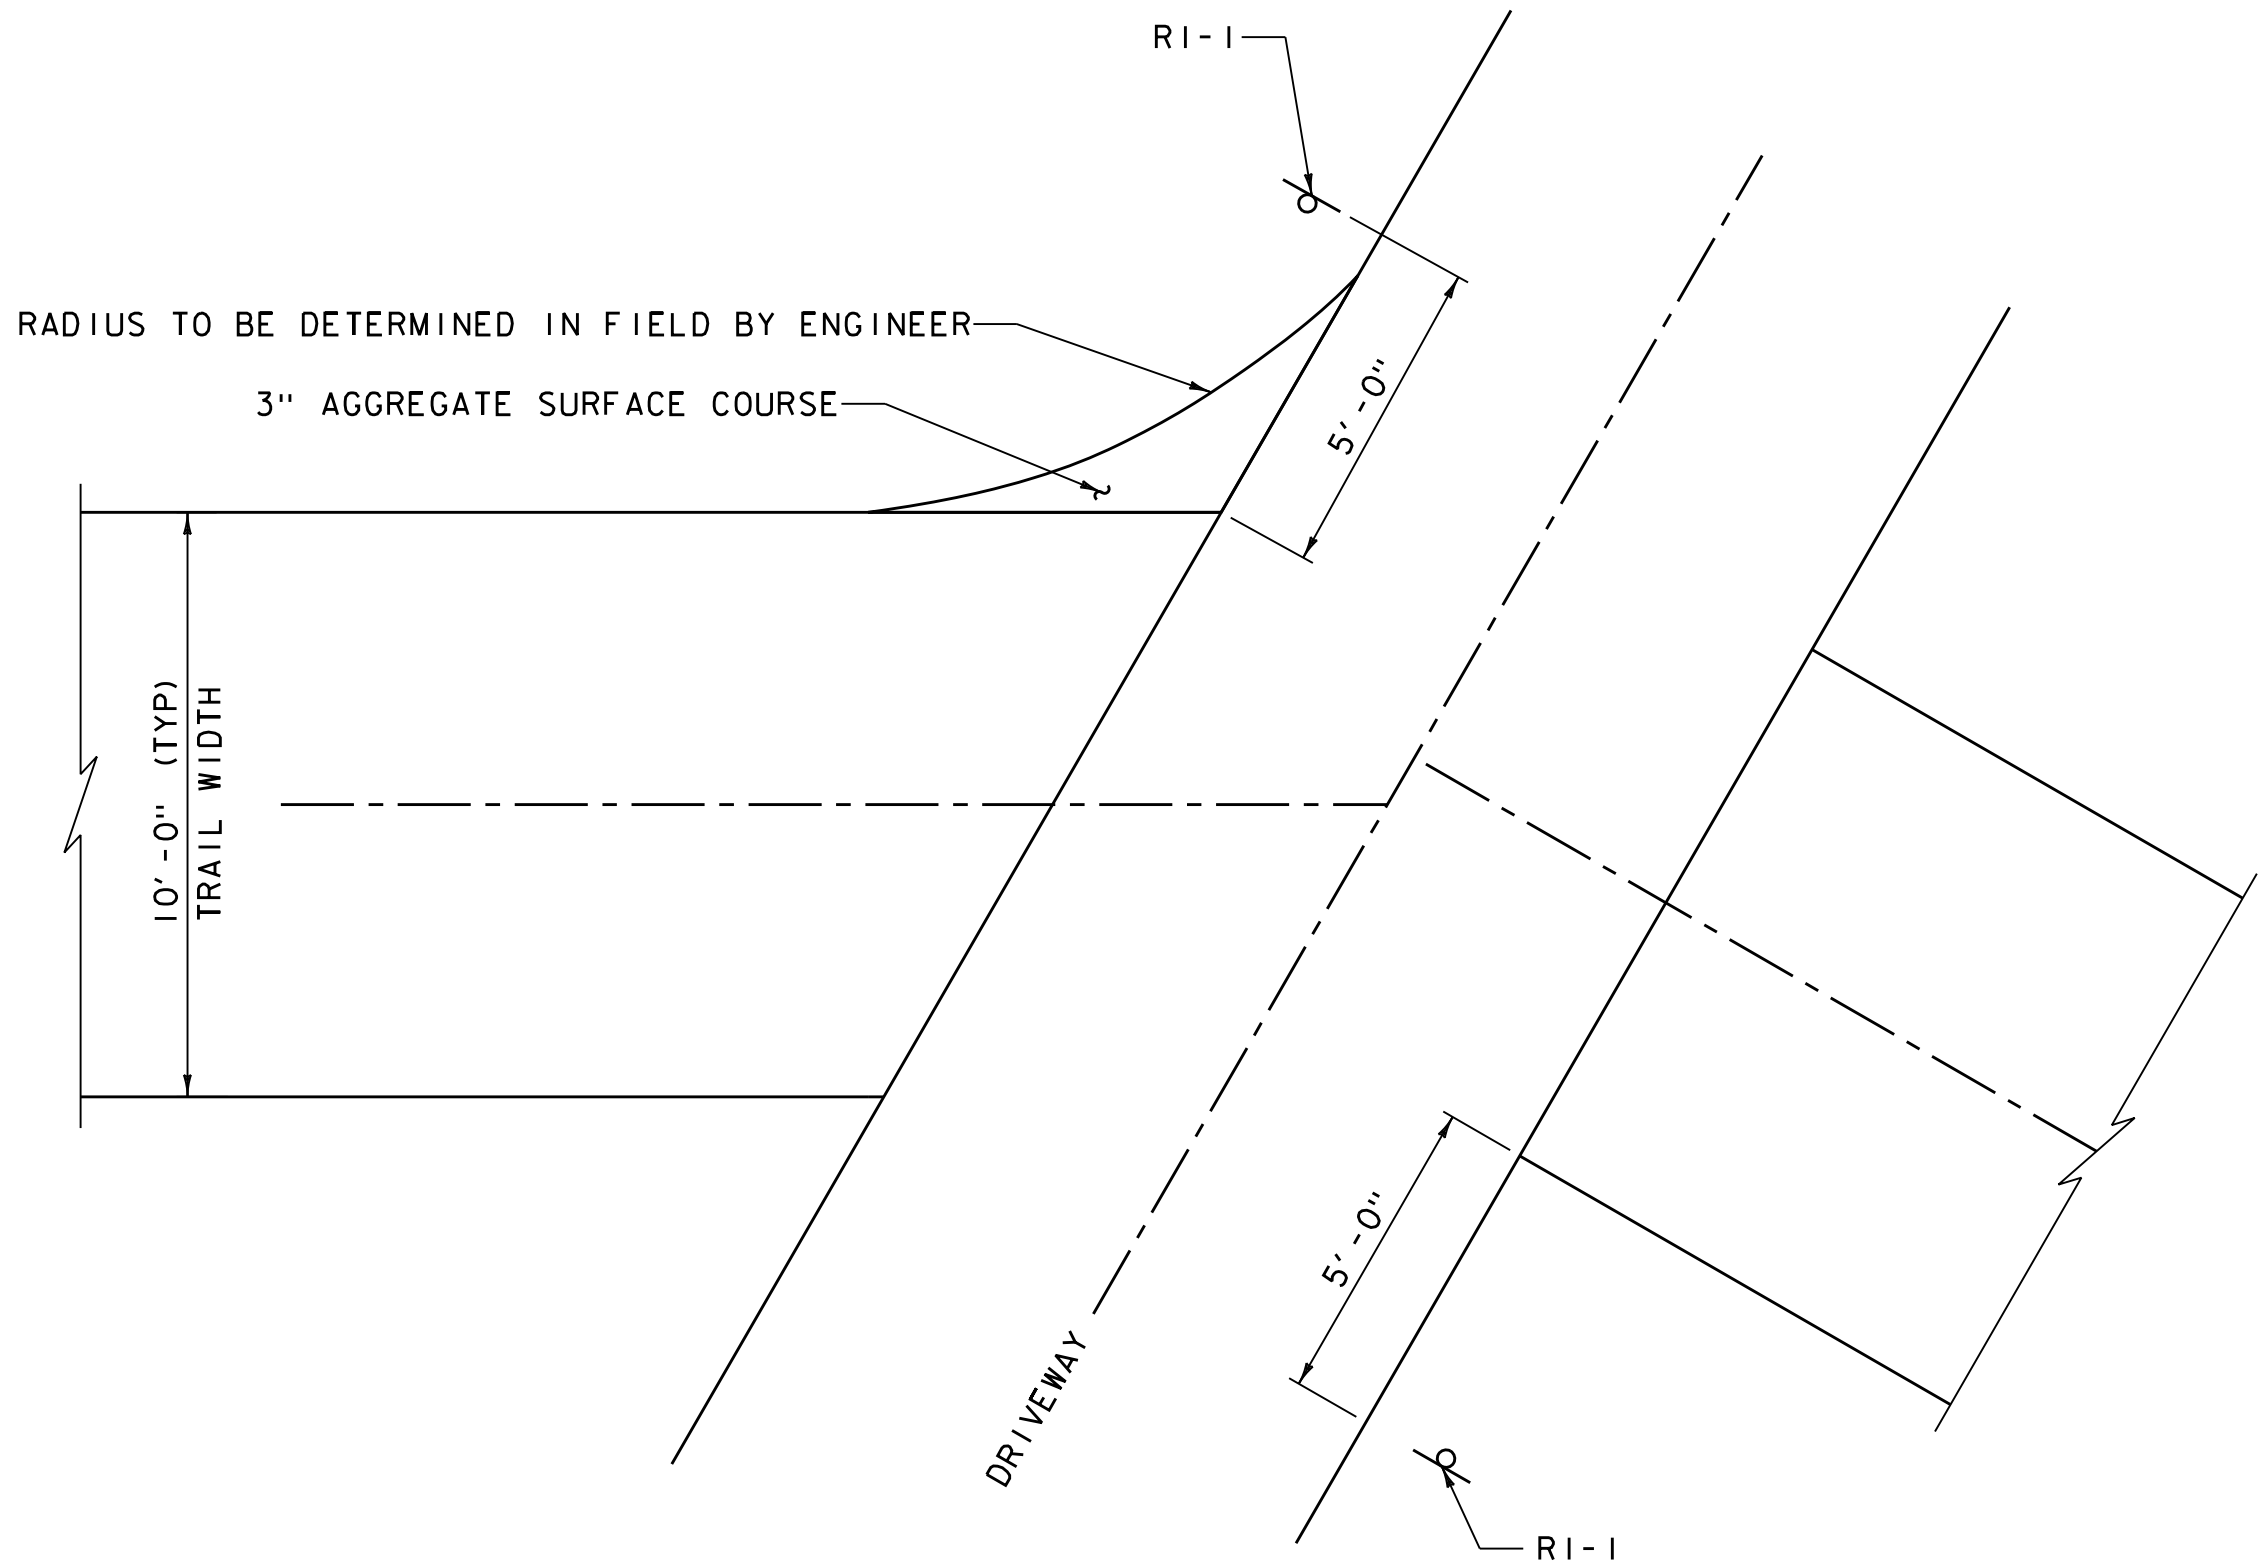 R1-1
RADIUS TO BE DETERMINED IN FIELD BY ENGINEER
3" AGGREGATE SURFACE COURSE
5'-0"
10'-0" (TYP)
TRAIL WIDTH
5'-0"
DRIVEWAY
R1-1